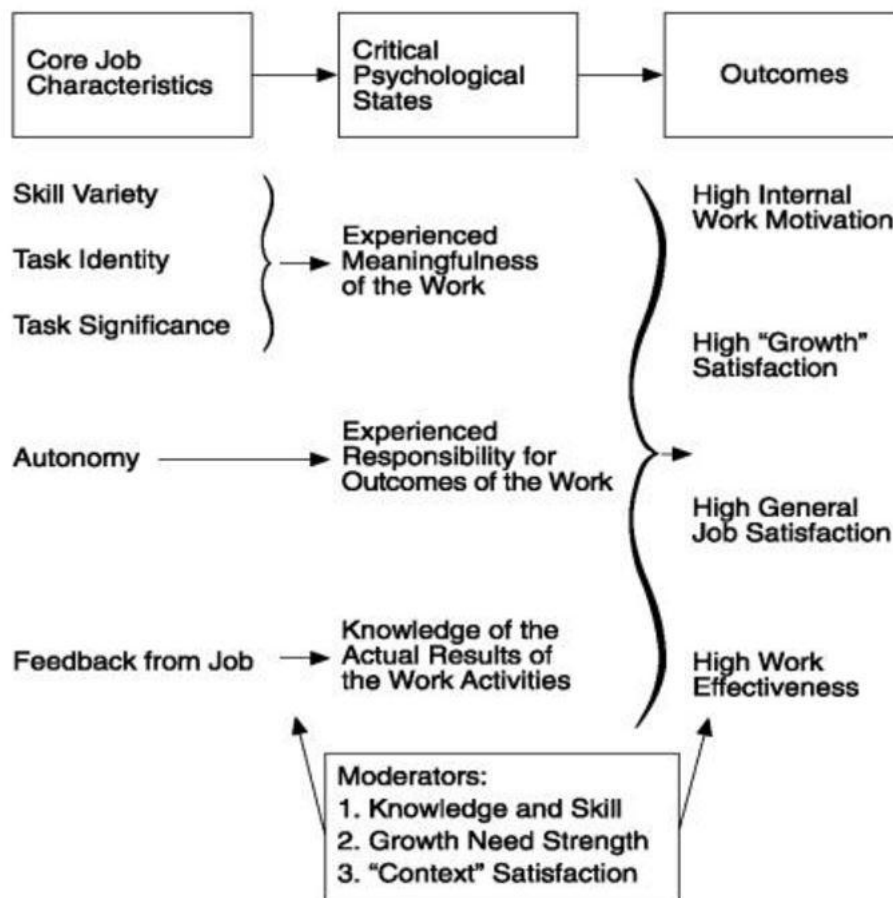 Core Job
Characteristics
Critical
Psychological
States
Outcomes
Skill Variety
Task Identity
Task Significance
Experienced
Meaningfulness
of the Work
High Internal
Work Motivation
High “Growth”
Satisfaction
Autonomy
Experienced
Responsibility for
Outcomes of the Work
High General
Job Satisfaction
Feedback from Job
Knowledge of the
Actual Results of
the Work Activities
High Work
Effectiveness
Moderators:
1. Knowledge and Skill
2. Growth Need Strength
3. “Context” Satisfaction